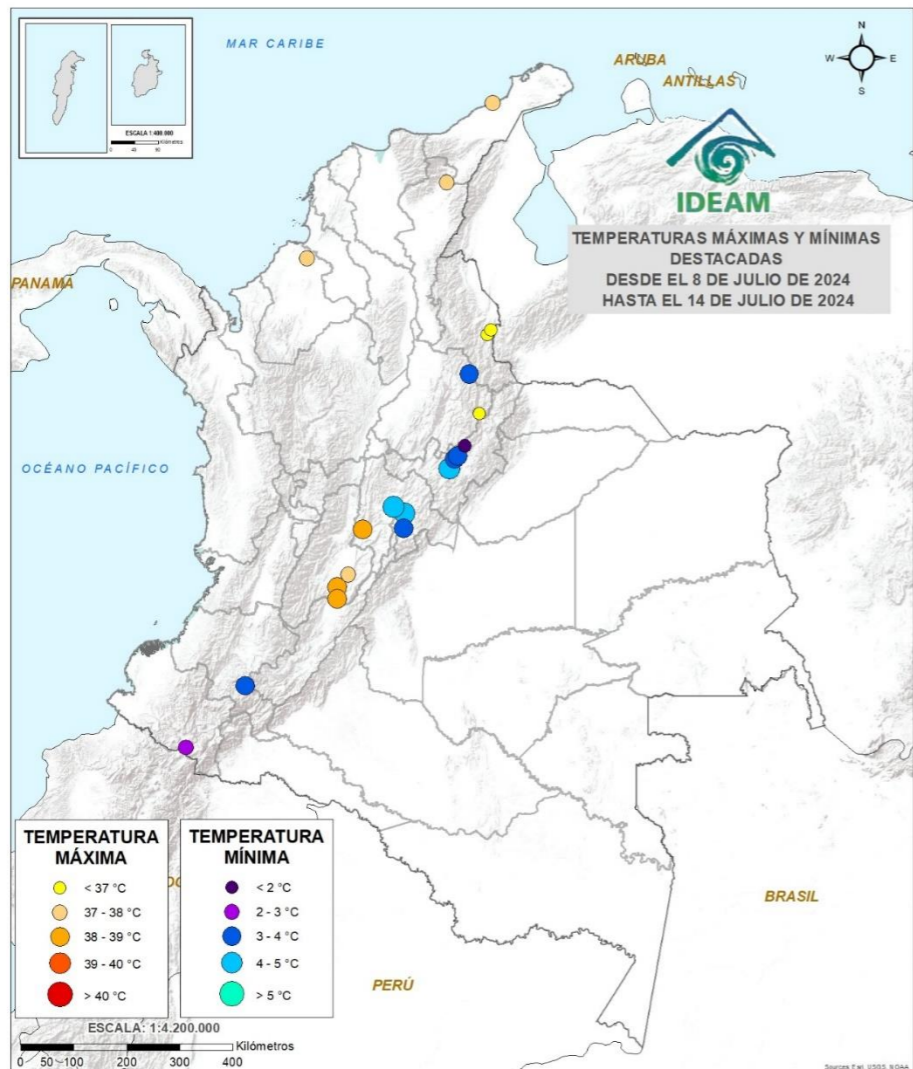 MAR CARIBE
N
W
E
S
ARUBA
ANTILLAS
ESCALA 1:400.000
Kilómetros
IDEAM
TEMPERATURAS MÁXIMAS Y MÍNIMAS
DESTACADAS
DESDE EL 8 DE JULIO DE 2024
HASTA EL 14 DE JULIO DE 2024
PANAMÁ
OCÉANO PACÍFICO
TEMPERATURA
MÁXIMA
< 37 °C
37 - 38 °C
38 - 39 °C
39 - 40 °C
> 40 °C
TEMPERATURA
MÍNIMA
< 2 °C
2 - 3 °C
3 - 4 °C
4 - 5 °C
> 5 °C
BRASIL
PERÚ
ESCALA: 1:4.200.000
Kilómetros
0 50 100 200 300 400